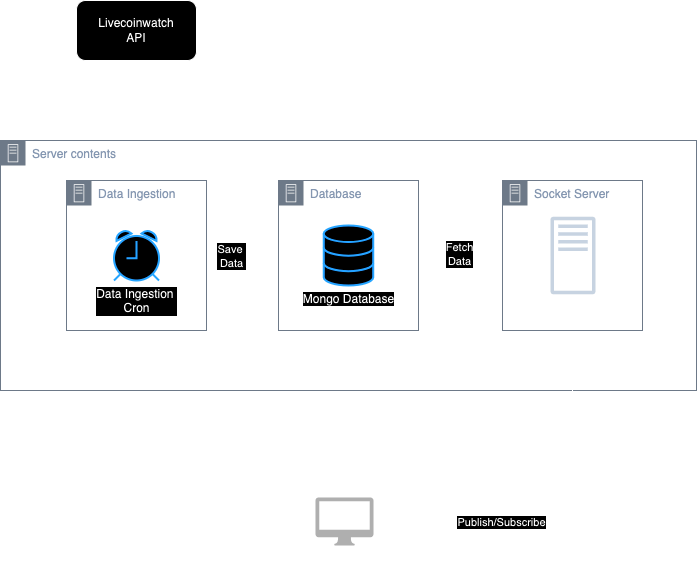 Livecoinwatch
API
Server contents
Data Ingestion
Database
Socket Server
Save
Data
Fetch
Data
Data Ingestion
Cron
Mongo Database
Publish/Subscribe